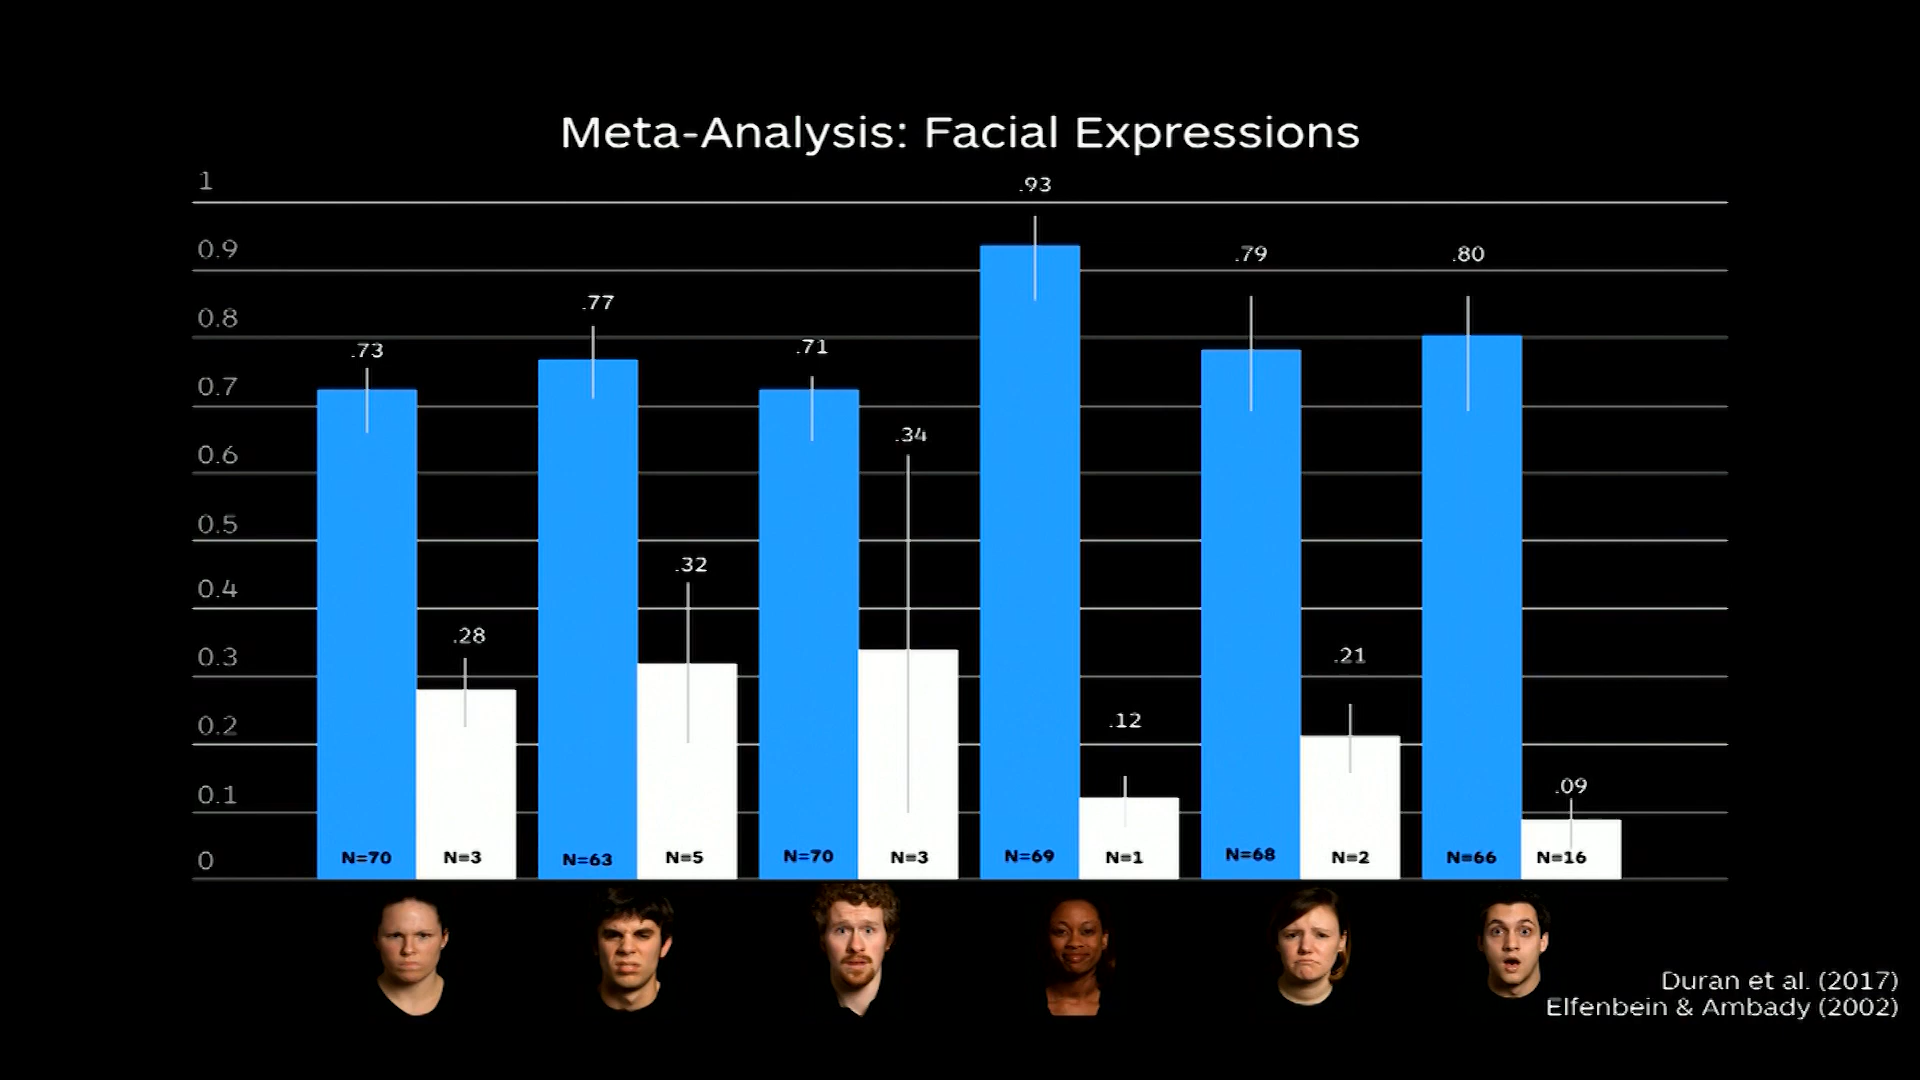 Meta-Analysis: Facial Expressions
1
0.9
0.8
0.7
0.6
0.5
0.4
0.3
0.2
0.1
0
.73
.28
.77
.32
.71
.34
.93
.12
.79
.21
.80
.09
N=70
N=3
N=63
N=5
N=70
N=3
N=69
N=1
N=68
N=2
N=66
N=16
Duran et al. (2017)
Elfenbein & Ambady (2002)